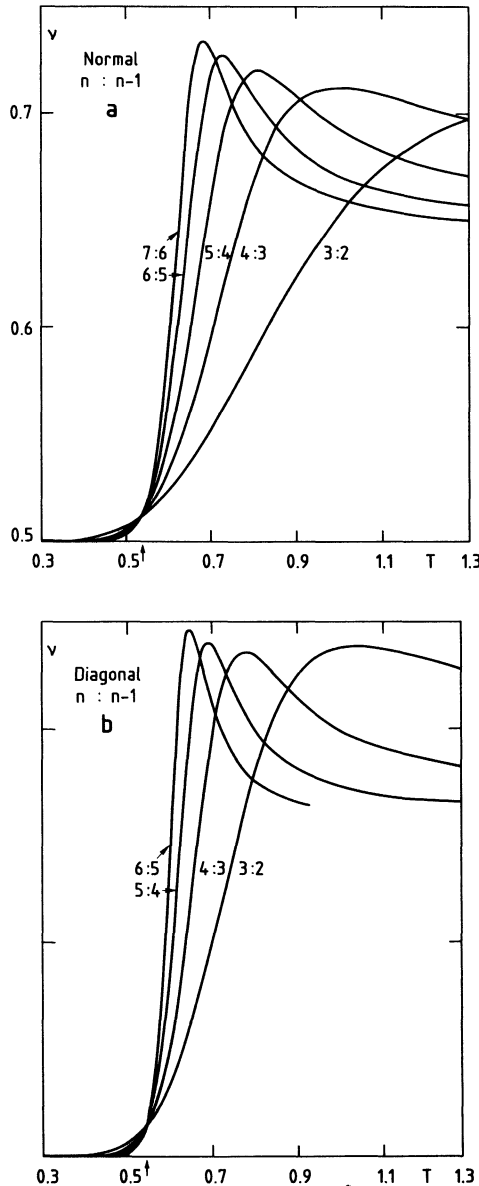 ν
Normal
n : n-1
a
0.7
7:6
6:5
5:4 4:3 3:2
0.6
0.5
0.3 0.5 0.7 0.9 1.1 T 1.3
ν
Diagonal
n : n-1
b
6:5
5:4
4:3 3:2
0.3 0.5 0.7 0.9 1.1 T 1.3